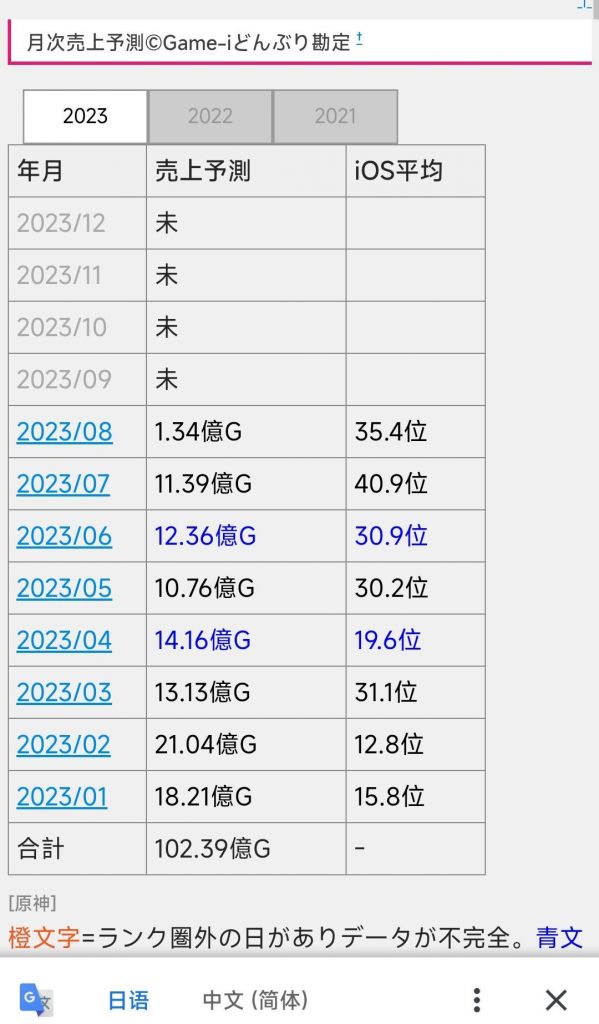 月次売上予測©Game-iどんぶり勘定 †
2023 2022 2021
年月 売上予測 iOS平均
2023/12 未
2023/11 未
2023/10 未
2023/09 未
2023/08 1.34億G 35.4位
2023/07 11.39億G 40.9位
2023/06 12.36億G 30.9位
2023/05 10.76億G 30.2位
2023/04 14.16億G 19.6位
2023/03 13.13億G 31.1位
2023/02 21.04億G 12.8位
2023/01 18.21億G 15.8位
合計 102.39億G -
[原神]
橙文字=ランク圏外の日がありデータが不完全。青文
G 文 日语 中文 (简体)